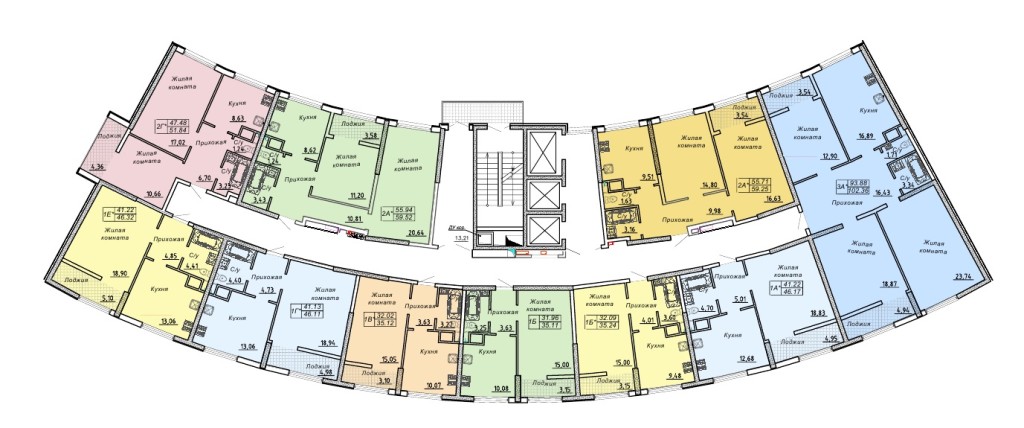 Жилая
комната
2Г* 47.48
51.84
17.02
Кухня
8.63
Лоджия
4.36
Жилая
комната
10.66
Прихожая
6.70
С/у
1.24
3.23
Кухня
8.62
С/у
1.24
3.43
Лоджия
3.58
Жилая
комната
11.20
Прихожая
10.81
Жилая
комната
2А* 55.94
59.52
20.64
13.21
Кухня
9.51
С/у
1.63
С/у
3.16
Жилая
комната
14.80
Прихожая
9.98
Лоджия
3.54
Жилая
комната
2А* 55.71
59.25
16.63
Лоджия
3.54
Жилая
комната
12.90
Кухня
16.89
С/у
1.71
С/у
3.34
3А 93.88
102.36
Прихожая
16.43
Жилая
комната
18.87
Жилая
комната
23.74
Лоджия
4.94
1Е 41.22
46.32
Жилая
комната
18.90
Лоджия
5.10
Прихожая
4.85
С/у
4.41
Кухня
13.06
С/у
4.40
Прихожая
4.73
Кухня
13.06
Жилая
комната
1Г 41.13
46.11
18.94
Лоджия
4.98
Жилая
комната
1В* 32.02
35.12
15.05
Лоджия
3.10
Прихожая
3.63
С/у
3.27
Кухня
10.07
С/у
3.25
Прихожая
3.63
Кухня
10.08
Жилая
комната
1Б 31.96
35.11
15.00
Лоджия
3.15
Жилая
комната
1Б* 32.09
35.24
15.00
Лоджия
3.15
Прихожая
4.01
С/у
3.60
Кухня
9.48
С/у
4.70
Прихожая
5.01
Кухня
12.68
Жилая
комната
1А* 41.22
46.17
18.83
Лоджия
4.95